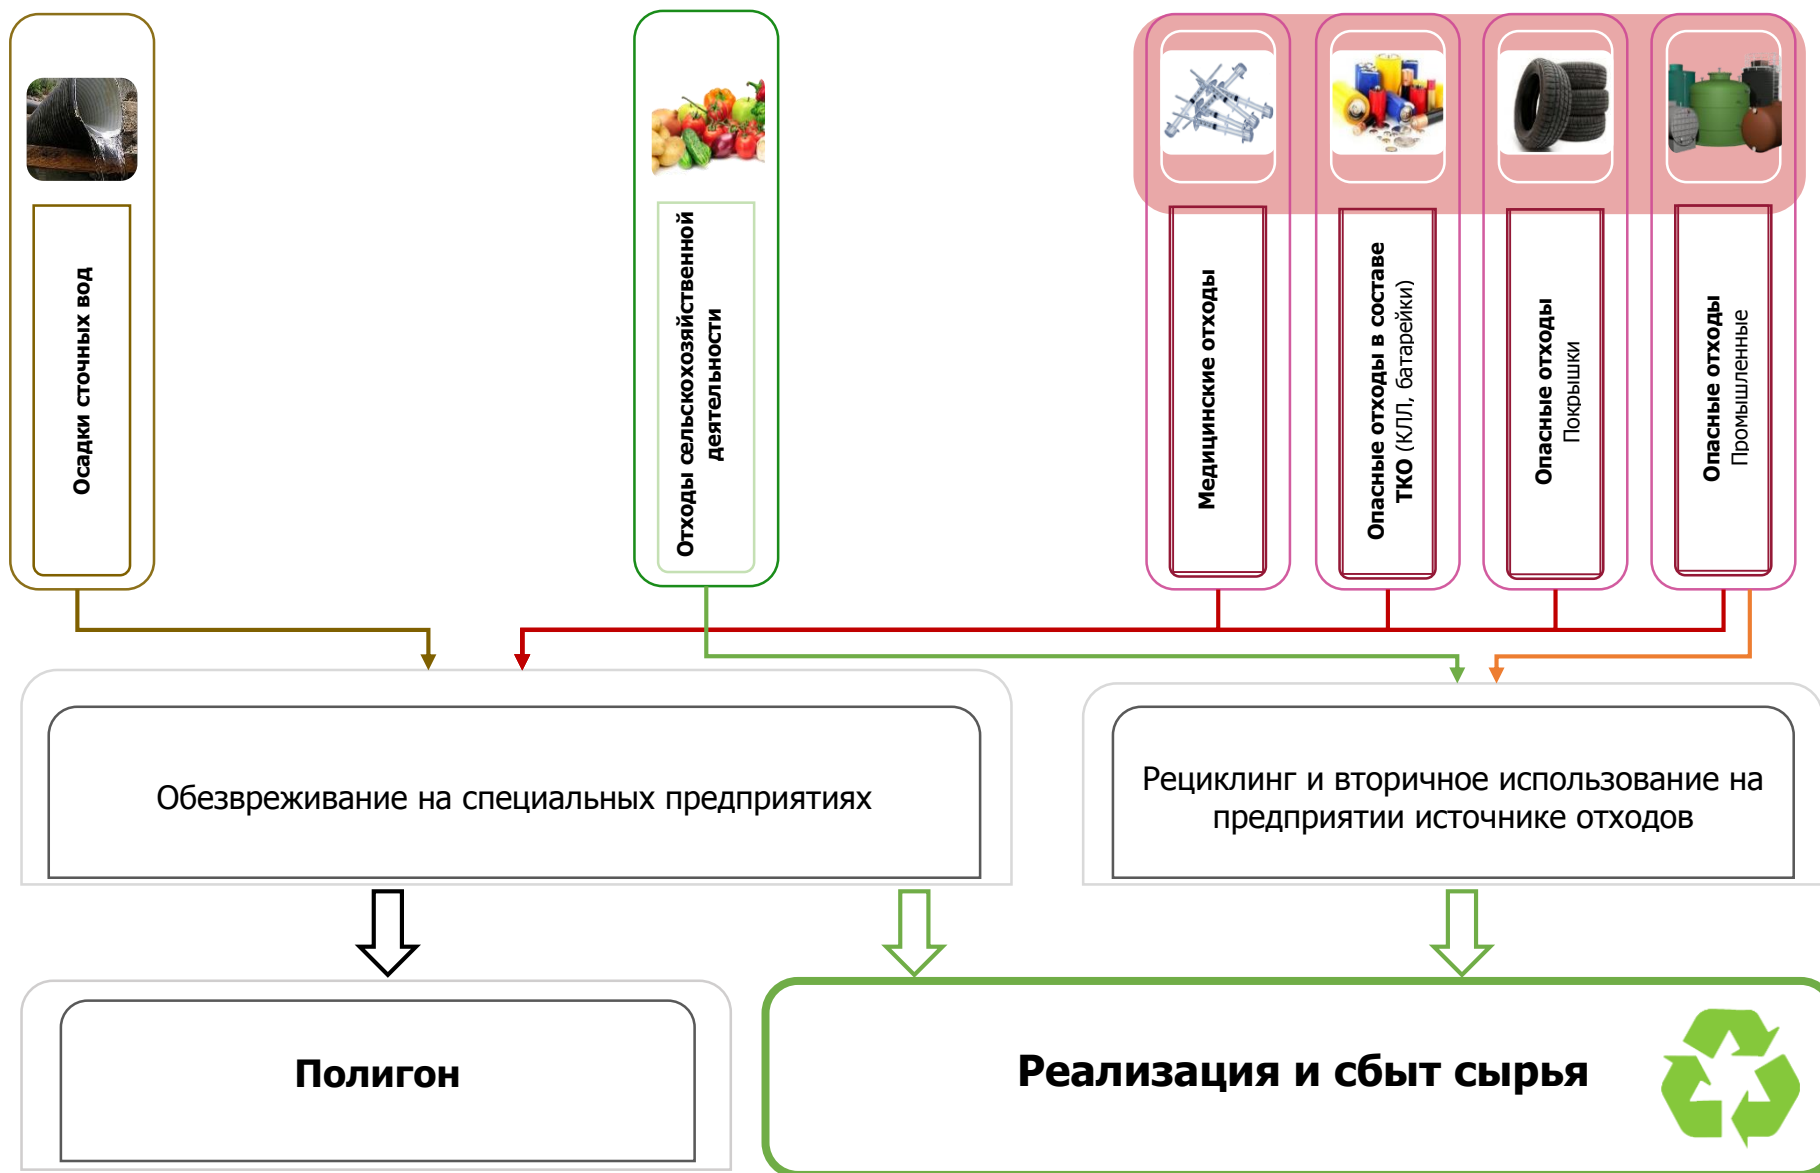 Осадки сточных вод
Отходы сельскохозяйственной
деятельности
Медицинские отходы
Опасные отходы в составе
ТКО (КЛЛ, батарейки)
Опасные отходы
Покрышки
Опасные отходы
Промышленные
Обезвреживание на специальных предприятиях
Рециклинг и вторичное использование на
предприятии источнике отходов
Полигон
Реализация и сбыт сырья